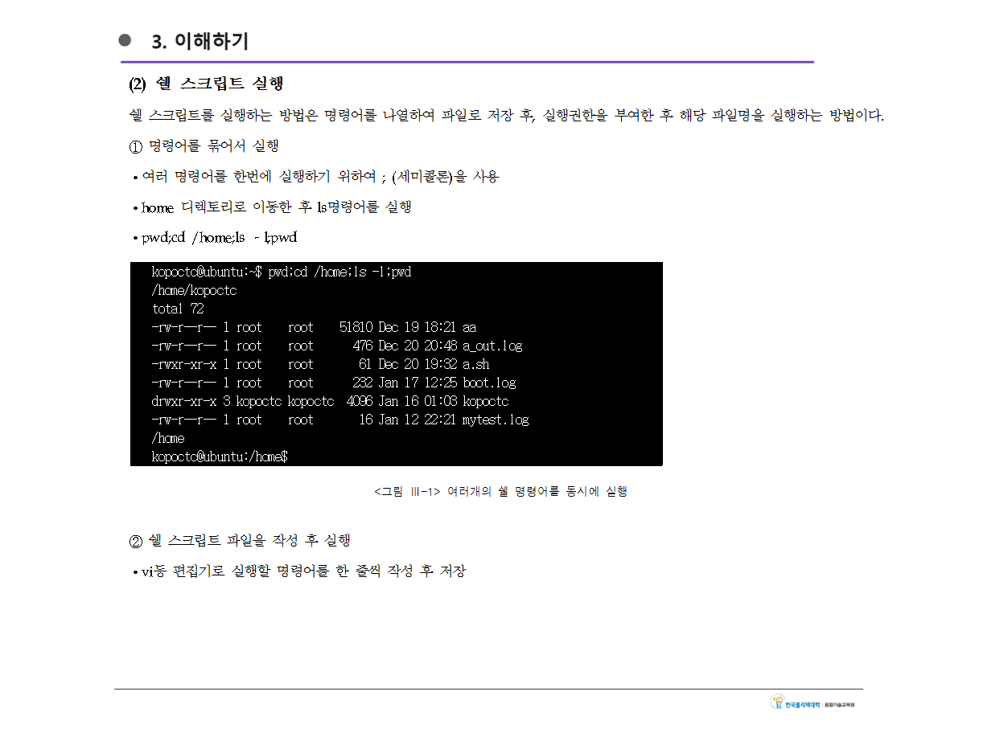 3. 이해하기
(2) 쉘 스크립트 실행
쉘 스크립트를 실행하는 방법은 명령어를 나열하여 파일로 저장 후, 실행권한을 부여한 후 해당 파일명을 실행하는 방법이다.
① 명령어를 묶어서 실행
• 여러 명령어를 한번에 실행하기 위하여 ; (세미콜론)을 사용
• home 디렉토리로 이동한 후 ls명령어를 실행
• pwd;cd /home;ls -l;pwd
kopoctc@ubuntu:~$ pwd;cd /home;ls -l;pwd
/home/kopoctc
total 72
-rw-r--r-- 1 root root 51810 Dec 19 18:21 aa
-rw-r--r-- 1 root root 476 Dec 20 20:48 a_out.log
-rwxr-xr-x 1 root root 61 Dec 20 19:32 a.sh
-rw-r--r-- 1 root root 232 Jan 17 12:25 boot.log
drwxr-xr-x 3 kopoctc kopoctc 4096 Jan 16 01:03 kopoctc
-rw-r--r-- 1 root root 16 Jan 12 22:21 mytest.log
/home
kopoctc@ubuntu:/home$
<그림 Ⅲ-1> 여러개의 쉘 명령어를 동시에 실행
② 쉘 스크립트 파일을 작성 후 실행
• vi등 편집기로 실행할 명령어를 한 줄씩 작성 후 저장
한국폴리텍대학 | 융합기술교육원